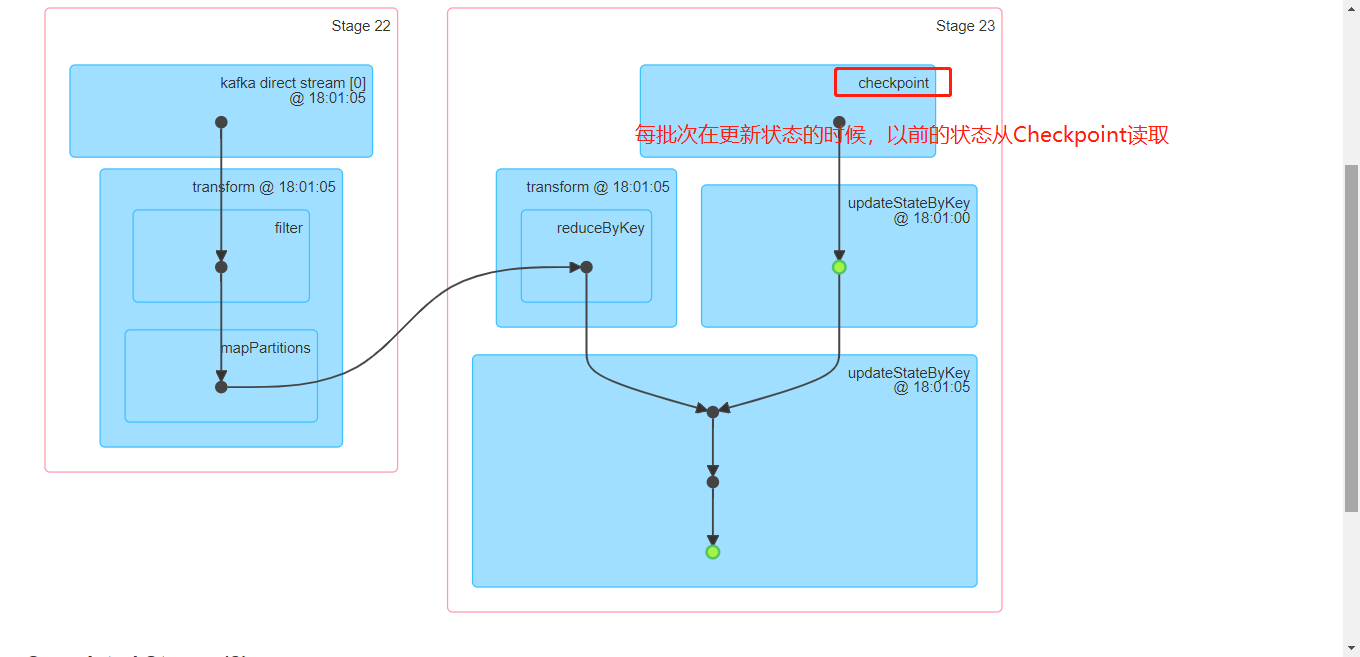 Stage 22
kafka direct stream [0]
@ 18:01:05
transform @ 18:01:05
filter
mapPartitions
Stage 23
checkpoint
每批次在更新状态的时候，以前的状态从Checkpoint读取
transform @ 18:01:05
reduceByKey
updateStateByKey
@ 18:01:00
updateStateByKey
@ 18:01:05